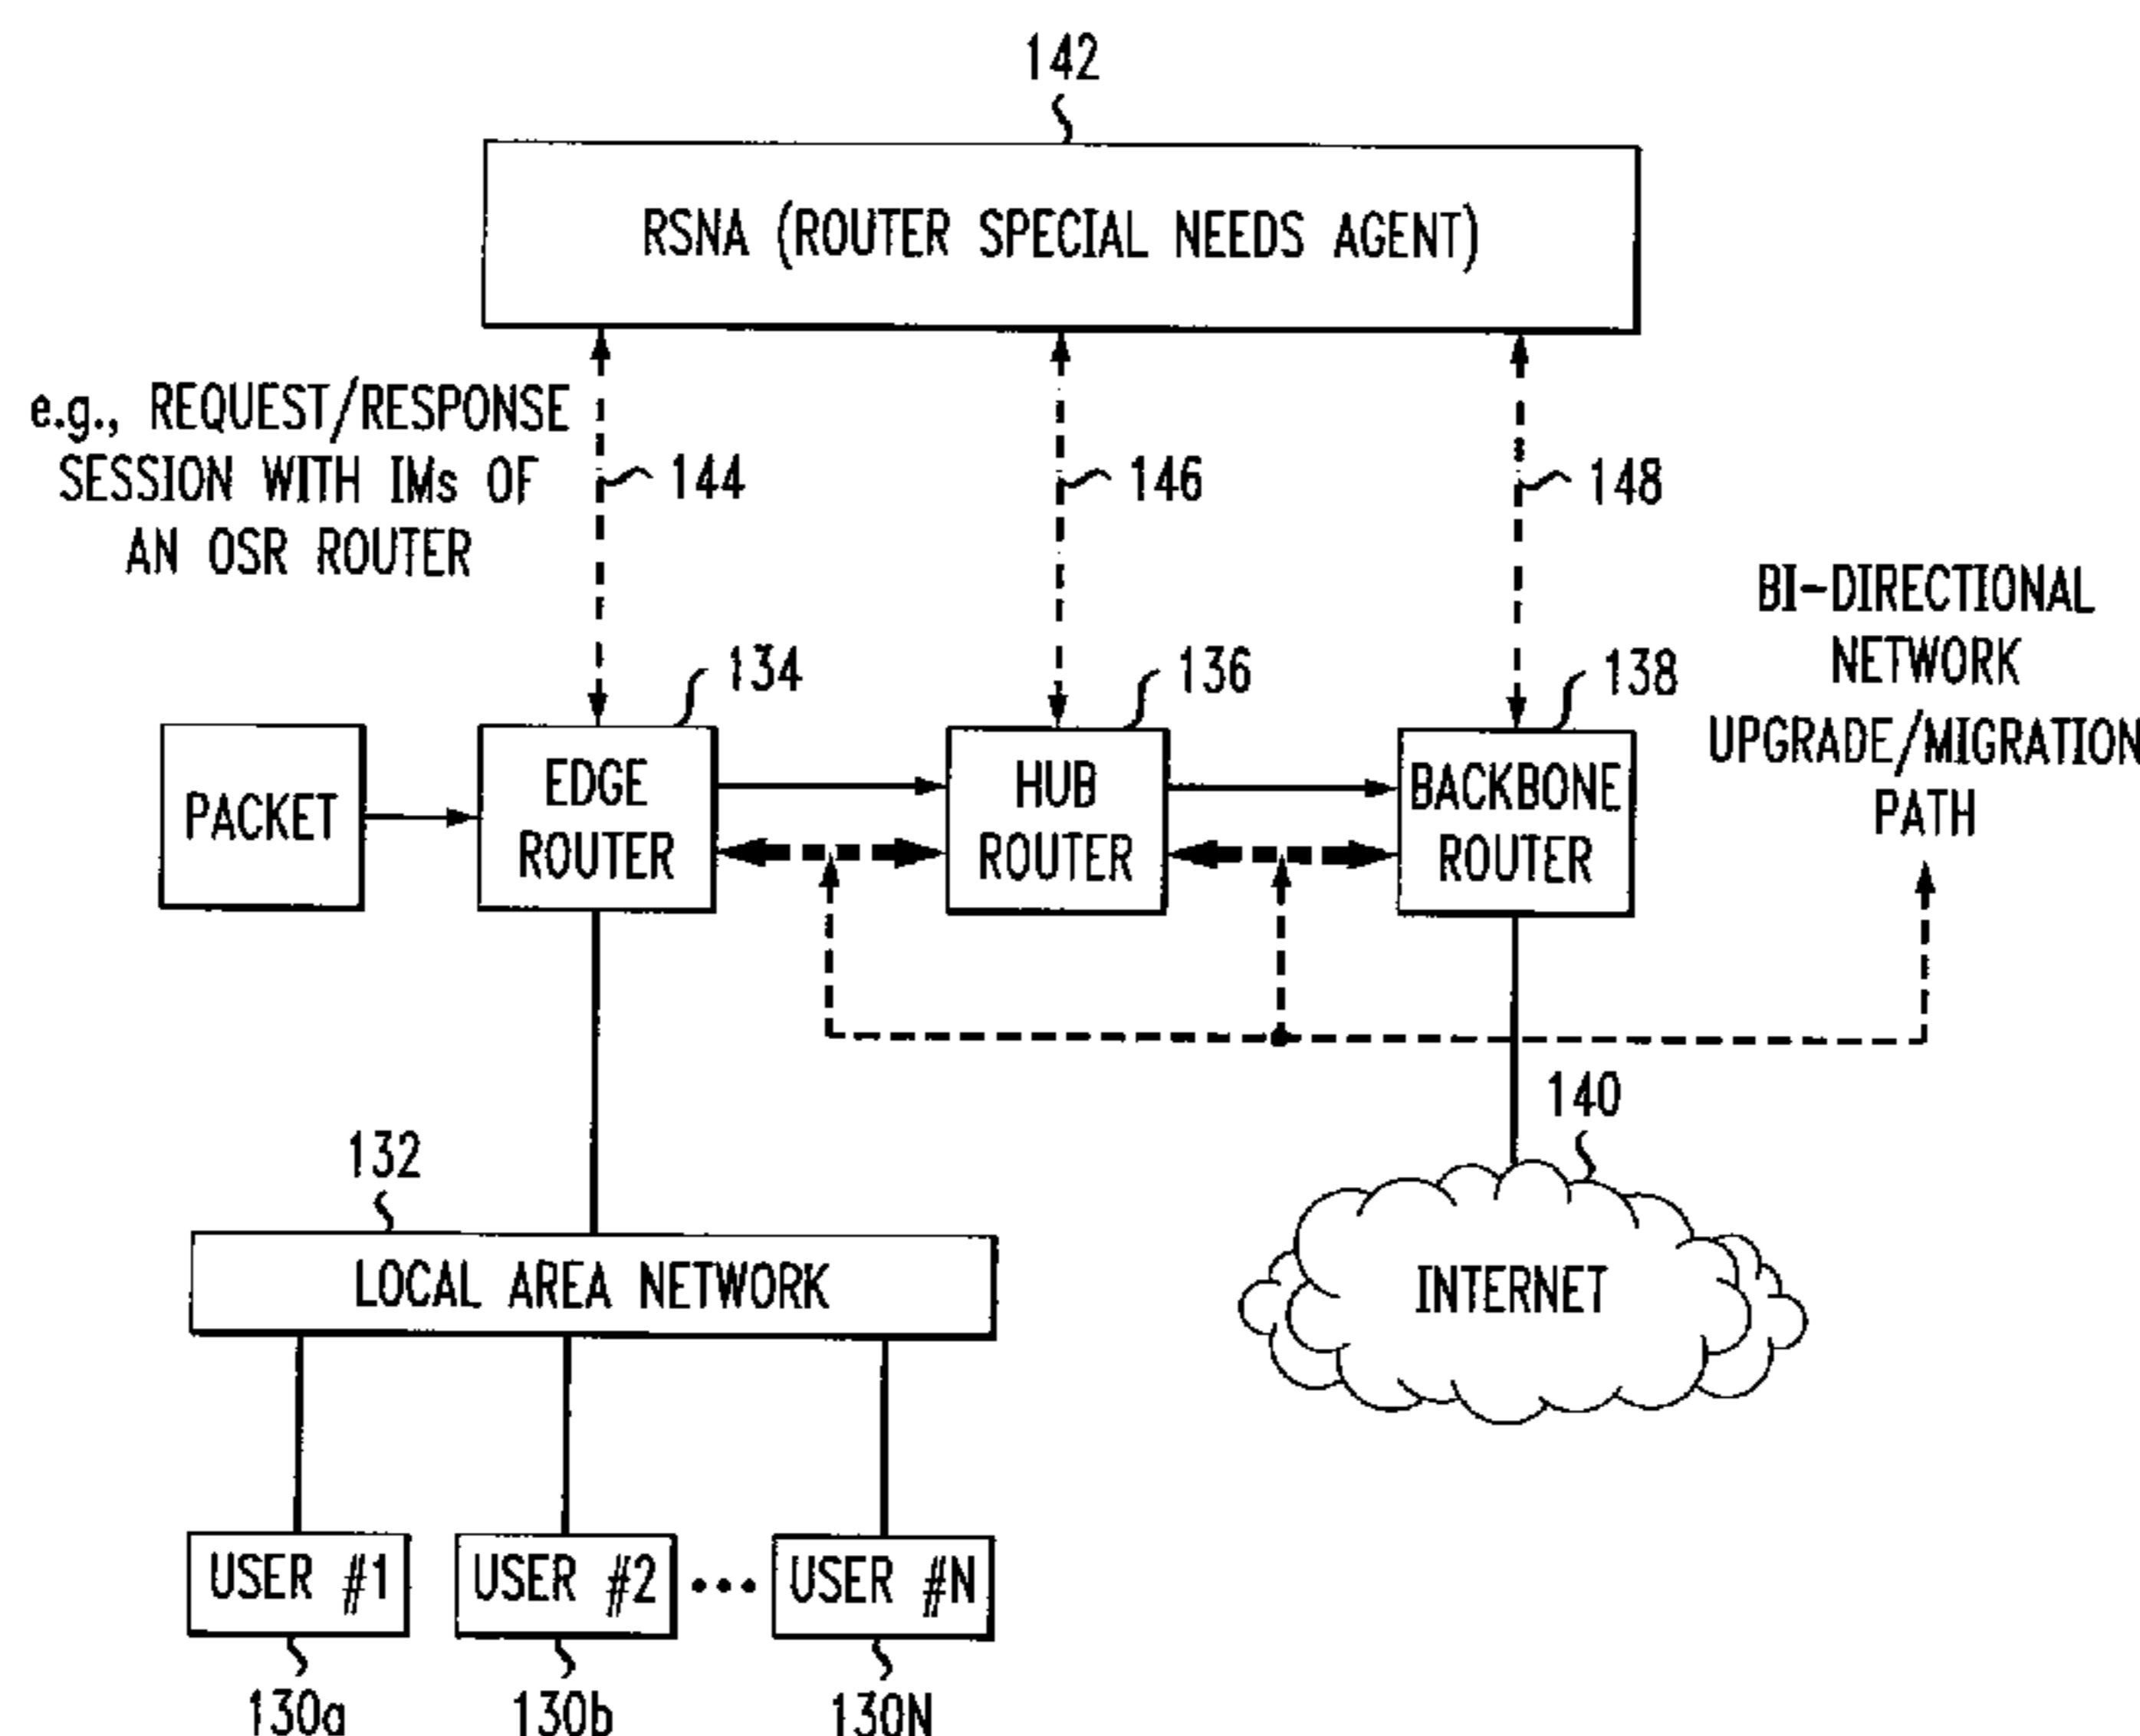 142
RSNA (ROUTER SPECIAL NEEDS AGENT)
e.g., REQUEST/RESPONSE
SESSION WITH IMs OF
AN OSR ROUTER
144
146
148
BI-DIRECTIONAL
NETWORK
UPGRADE/MIGRATION
PATH
134
136
138
PACKET
EDGE
ROUTER
HUB
ROUTER
BACKBONE
ROUTER
140
132
LOCAL AREA NETWORK
INTERNET
USER #1
USER #2
•••
USER #N
130a
130b
130N